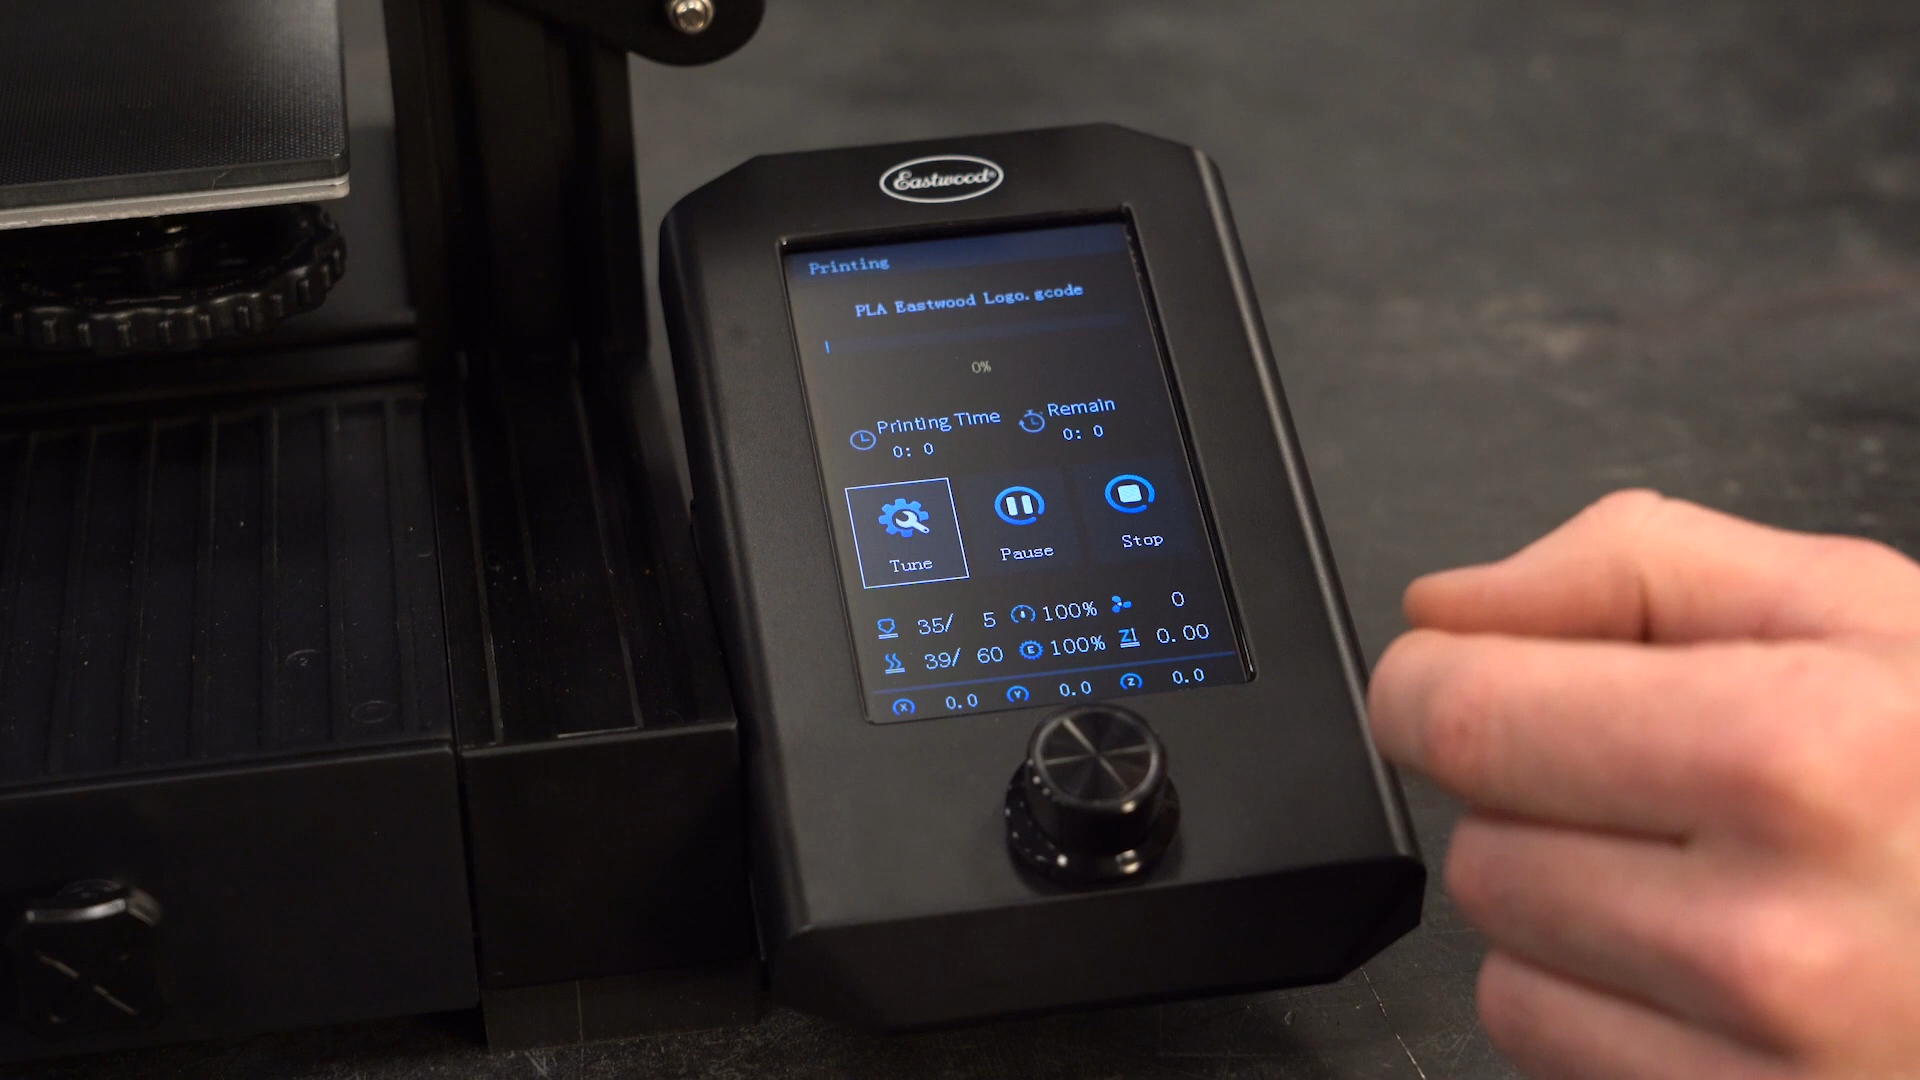 Eastwood®
Printing
PLA Eastwood Logo.gcode
0%
Printing Time
0: 0
Remain
0: 0
Tune
Pause
Stop
35/ 5 100% 0
39/ 60 E 100% Z 0.00
X 0.0 Y 0.0 Z 0.0